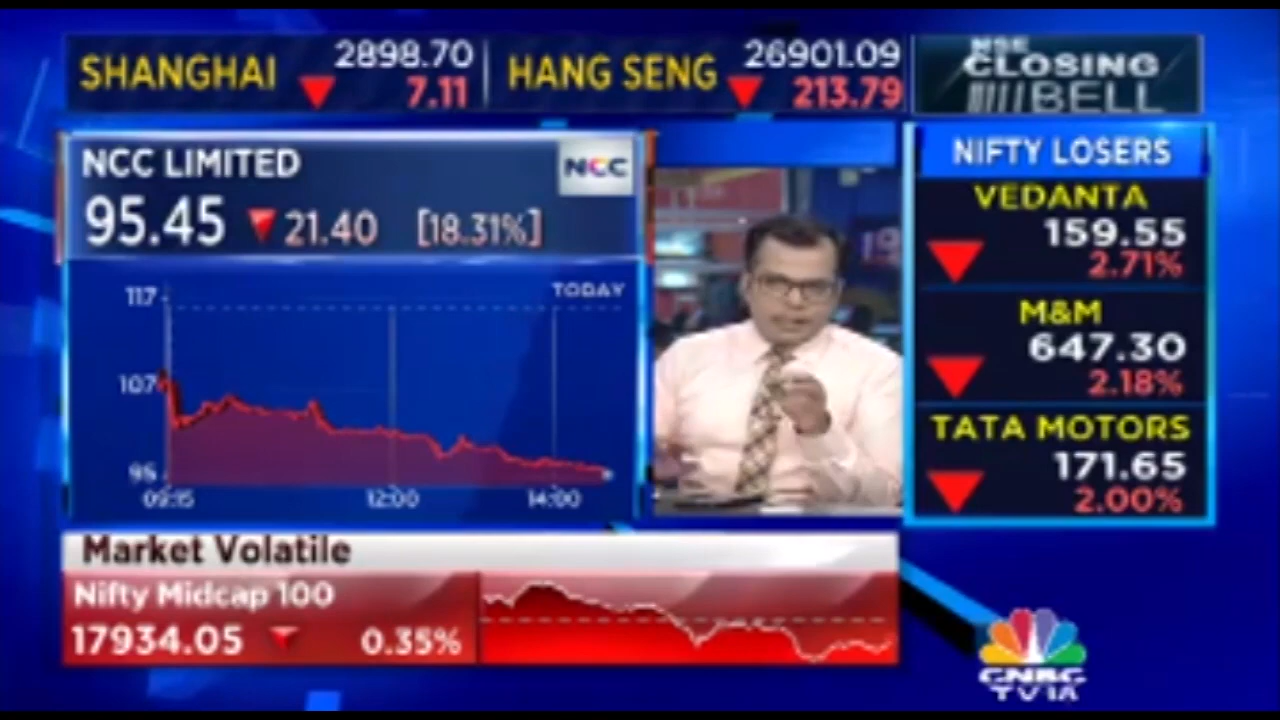 SHANGHAI
2898.70
7.11
HANG SENG
26901.09
213.79
NSE
CLOSING
BELL
NCC LIMITED
NCC
95.45
21.40 [18.31%]
TODAY
117
107
95
09:15
12:00
14:00
NIFTY LOSERS
VEDANTA
159.55
2.71%
M&M
647.30
2.18%
TATA MOTORS
171.65
2.00%
Market Volatile
Nifty Midcap 100
17934.05
0.35%
CNBC
TV18